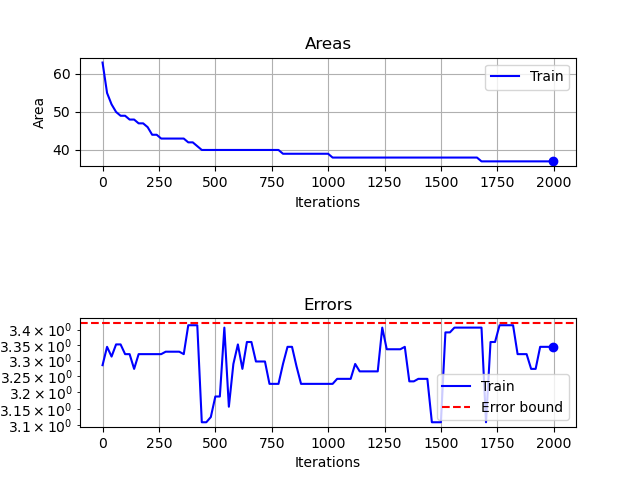 Areas
60
50
40
Area
Train
0 250 500 750 1000 1250 1500 1750 2000
Iterations
Errors
3.4 × 10⁰
3.35 × 10⁰
3.3 × 10⁰
3.25 × 10⁰
3.2 × 10⁰
3.15 × 10⁰
3.1 × 10⁰
Train
Error bound
0 250 500 750 1000 1250 1500 1750 2000
Iterations